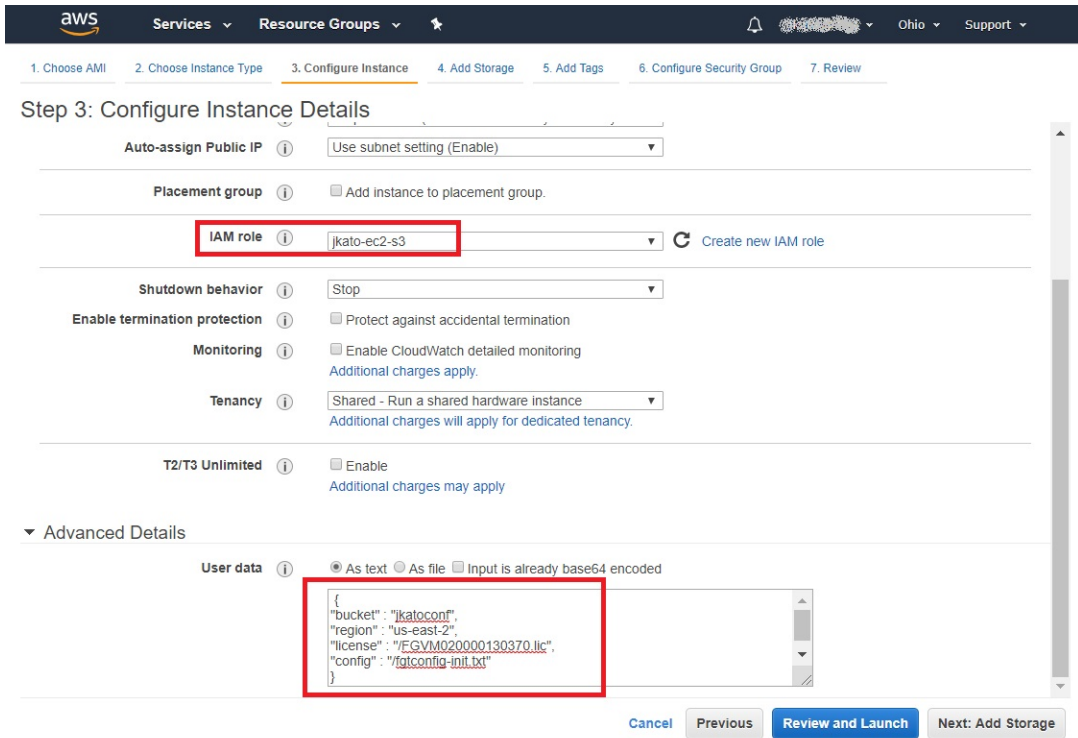 aws Services Resource Groups Ohio Support
1. Choose AMI 2. Choose Instance Type 3. Configure Instance 4. Add Storage 5. Add Tags 6. Configure Security Group 7. Review
Step 3: Configure Instance Details
Auto-assign Public IP i Use subnet setting (Enable)
Placement group i Add instance to placement group.
IAM role i jkato-ec2-s3 Create new IAM role
Shutdown behavior i Stop
Enable termination protection i Protect against accidental termination
Monitoring i Enable CloudWatch detailed monitoring
Additional charges apply.
Tenancy i Shared - Run a shared hardware instance
Additional charges will apply for dedicated tenancy.
T2/T3 Unlimited i Enable
Additional charges may apply
Advanced Details
User data i As text As file Input is already base64 encoded
{
"bucket" : "jkatoconf",
"region" : "us-east-2",
"license" : "/FGVM020000130370.lic",
"config" : "/fgtconfig-init.txt"
}
Cancel Previous Review and Launch Next: Add Storage